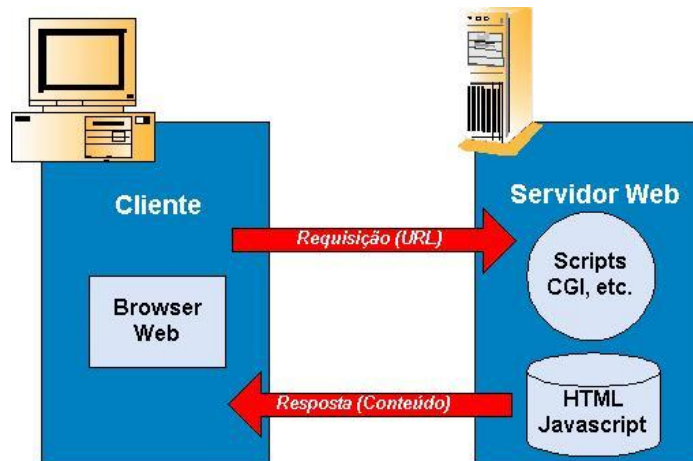 Cliente
Servidor Web
Requisição (URL)
Scripts
CGI, etc.
Browser
Web
Resposta (Conteúdo)
HTML
Javascript